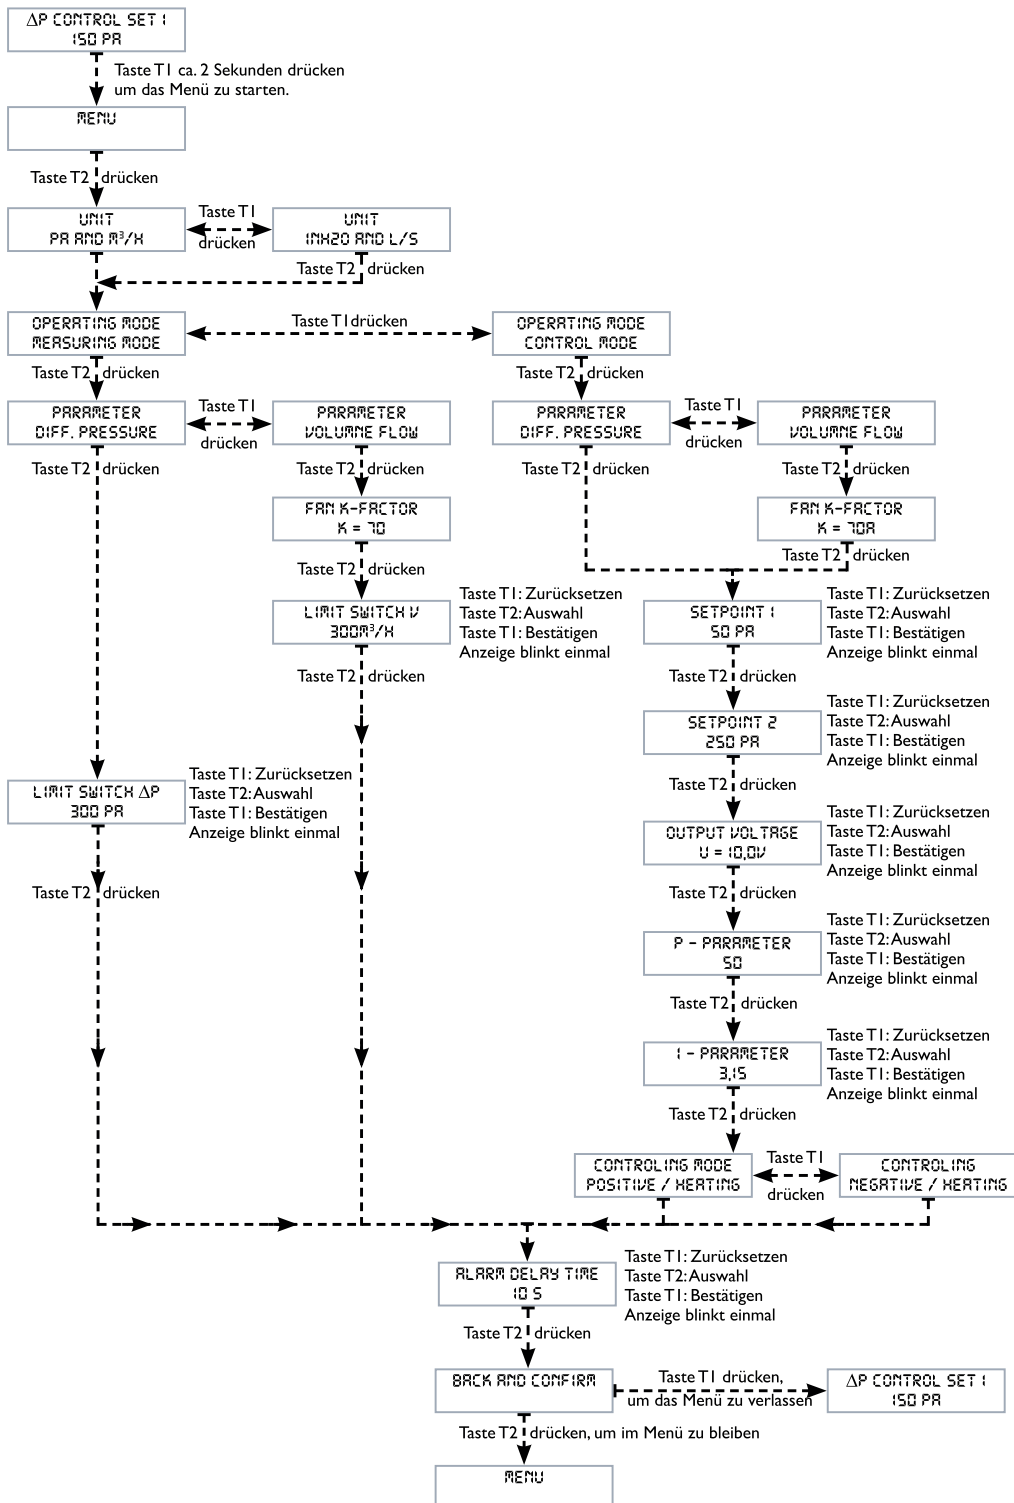 ΔP CONTROL SET 1
150 PA
Taste T1 ca. 2 Sekunden drücken
um das Menü zu starten.
MENU
Taste T2 drücken
UNIT
PA AND M³/H
Taste T1
drücken
UNIT
INH2O AND L/S
Taste T2 drücken
OPERATING MODE
MEASURING MODE
Taste T1 drücken
OPERATING MODE
CONTROL MODE
Taste T2 drücken
Taste T2 drücken
PARAMETER
DIFF. PRESSURE
Taste T1
drücken
PARAMETER
VOLUMNE FLOW
PARAMETER
DIFF. PRESSURE
Taste T1
drücken
PARAMETER
VOLUMNE FLOW
Taste T2 drücken
Taste T2 drücken
Taste T2 drücken
Taste T2 drücken
FAN K-FACTOR
K = 70
FAN K-FACTOR
K = 70A
Taste T2 drücken
Taste T2 drücken
LIMIT SWITCH V
300M³/H
Taste T1: Zurücksetzen
Taste T2: Auswahl
Taste T1: Bestätigen
Anzeige blinkt einmal
SETPOINT 1
50 PA
Taste T1: Zurücksetzen
Taste T2: Auswahl
Taste T1: Bestätigen
Anzeige blinkt einmal
Taste T2 drücken
Taste T2 drücken
SETPOINT 2
250 PA
Taste T1: Zurücksetzen
Taste T2: Auswahl
Taste T1: Bestätigen
Anzeige blinkt einmal
LIMIT SWITCH ΔP
300 PA
Taste T1: Zurücksetzen
Taste T2: Auswahl
Taste T1: Bestätigen
Anzeige blinkt einmal
Taste T2 drücken
OUTPUT VOLTAGE
U = 10,0V
Taste T1: Zurücksetzen
Taste T2: Auswahl
Taste T1: Bestätigen
Anzeige blinkt einmal
Taste T2 drücken
Taste T2 drücken
P - PARAMETER
50
Taste T1: Zurücksetzen
Taste T2: Auswahl
Taste T1: Bestätigen
Anzeige blinkt einmal
Taste T2 drücken
I - PARAMETER
3,15
Taste T1: Zurücksetzen
Taste T2: Auswahl
Taste T1: Bestätigen
Anzeige blinkt einmal
Taste T2 drücken
CONTROLING MODE
POSITIVE / HEATING
Taste T1
drücken
CONTROLING
NEGATIVE / HEATING
ALARM DELAY TIME
10 S
Taste T1: Zurücksetzen
Taste T2: Auswahl
Taste T1: Bestätigen
Anzeige blinkt einmal
Taste T2 drücken
BACK AND CONFIRM
Taste T1 drücken,
um das Menü zu verlassen
ΔP CONTROL SET 1
150 PA
Taste T2 drücken, um im Menü zu bleiben
MENU